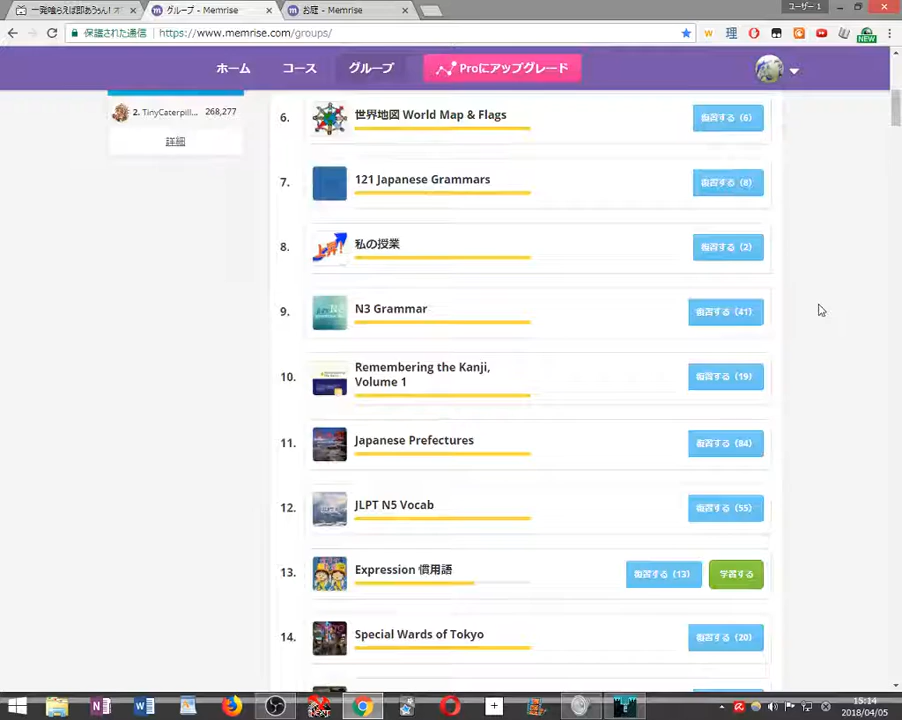 一発喰らえば即あうろん! オズ
グループ - Memrise
お庭 - Memrise
ユーザー 1
保護された通信 | https://www.memrise.com/groups/
NEW
ホーム コース グループ Proにアップグレード
2. TinyCaterpill... 268,277
詳細
6. 世界地図 World Map & Flags 復習する (6)
7. 121 Japanese Grammars 復習する (8)
8. 私の授業 復習する (2)
9. N3 Grammar 復習する (41)
10. Remembering the Kanji,
Volume 1 復習する (19)
11. Japanese Prefectures 復習する (84)
12. JLPT N5 Vocab 復習する (55)
13. Expression 慣用語 復習する (13) 学習する
14. Special Wards of Tokyo 復習する (20)
15:14
2018/04/05